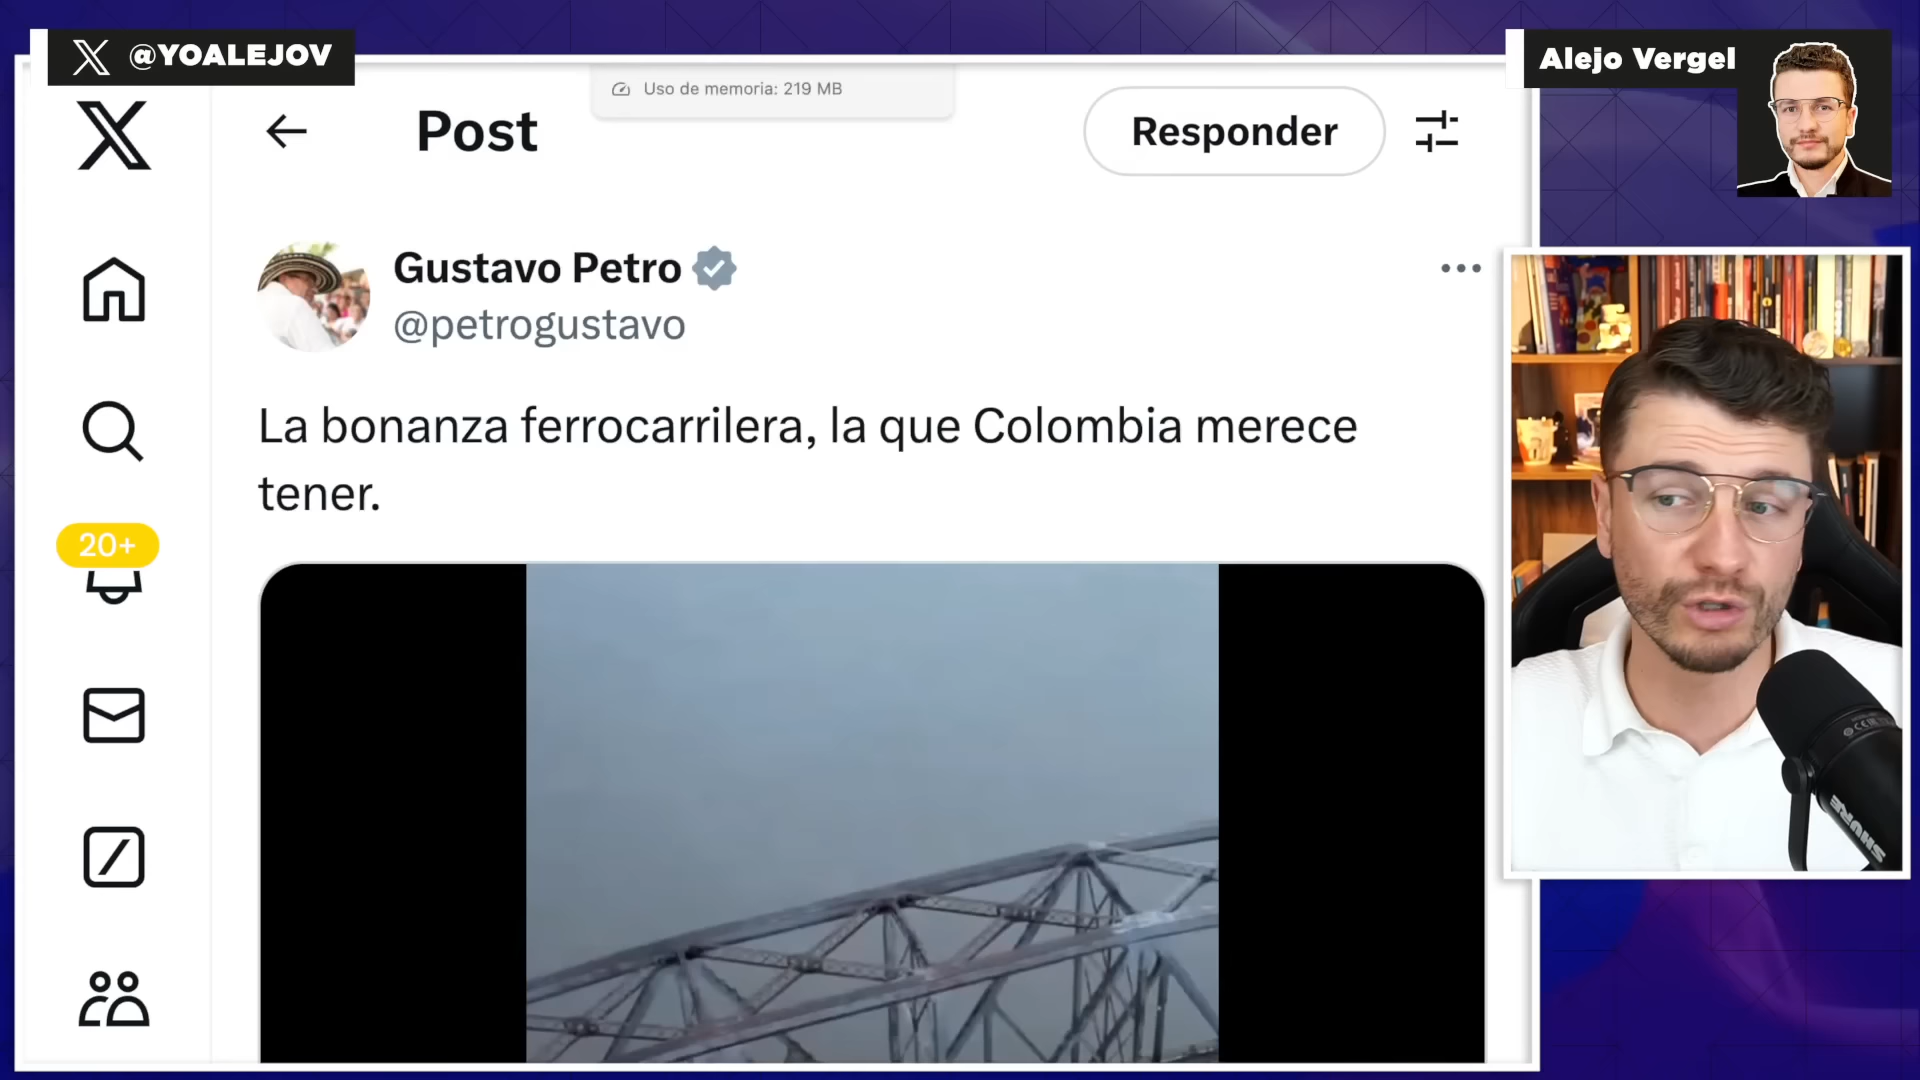 @YOALEJOV
Alejo Vergel
Uso de memoria: 219 MB
Post
Responder
Gustavo Petro
@petrogustavo
La bonanza ferrocarrilera, la que Colombia merece
tener.
20+
SHURE